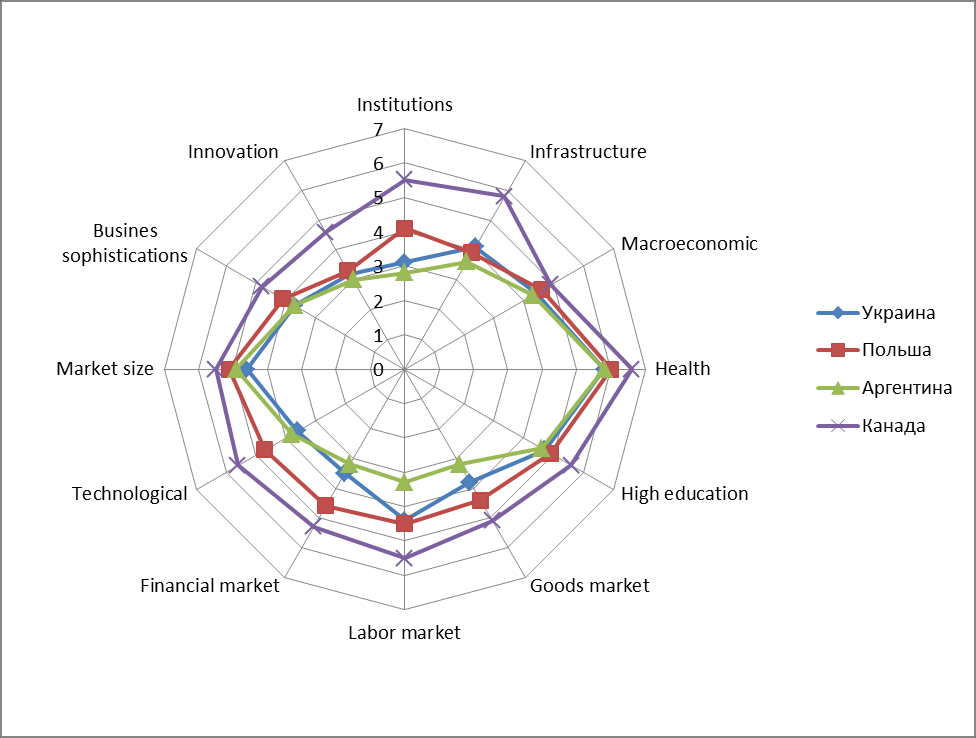 Institutions
7
6
5
4
3
2
1
0
Infrastructure
Macroeconomic
Health
High education
Goods market
Labor market
Financial market
Technological
Market size
Busines
sophistications
Innovation
Украина
Польша
Аргентина
Канада